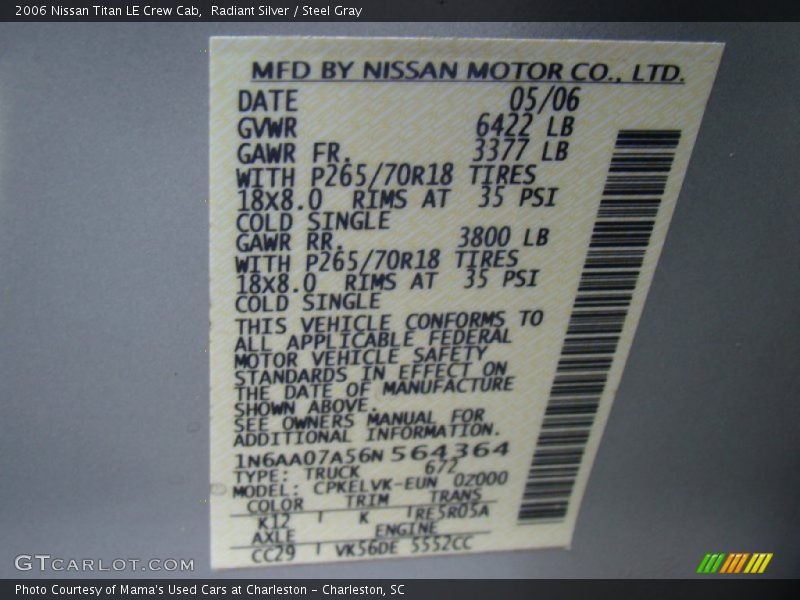 2006 Nissan Titan LE Crew Cab,  Radiant Silver / Steel Gray
MFD BY NISSAN MOTOR CO., LTD.
DATE 05/06
GVWR 6422 LB
GAWR FR. 3377 LB
WITH P265/70R18 TIRES
18X8.0 RIMS AT 35 PSI
COLD SINGLE
GAWR RR. 3800 LB
WITH P265/70R18 TIRES
18X8.0 RIMS AT 35 PSI
COLD SINGLE
THIS VEHICLE CONFORMS TO
ALL APPLICABLE FEDERAL
MOTOR VEHICLE SAFETY
STANDARDS IN EFFECT ON
THE DATE OF MANUFACTURE
SHOWN ABOVE.
SEE OWNERS MANUAL FOR
ADDITIONAL INFORMATION.
1N6AA07A56N564364
TYPE: TRUCK 672
MODEL: CPKELVK-EUN 0Z000
COLOR TRIM TRANS
K12 K RE5R05A
AXLE ENGINE
CC29 VK56DE 5552CC
GTCARLOT.COM
Photo Courtesy of Mama's Used Cars at Charleston - Charleston, SC